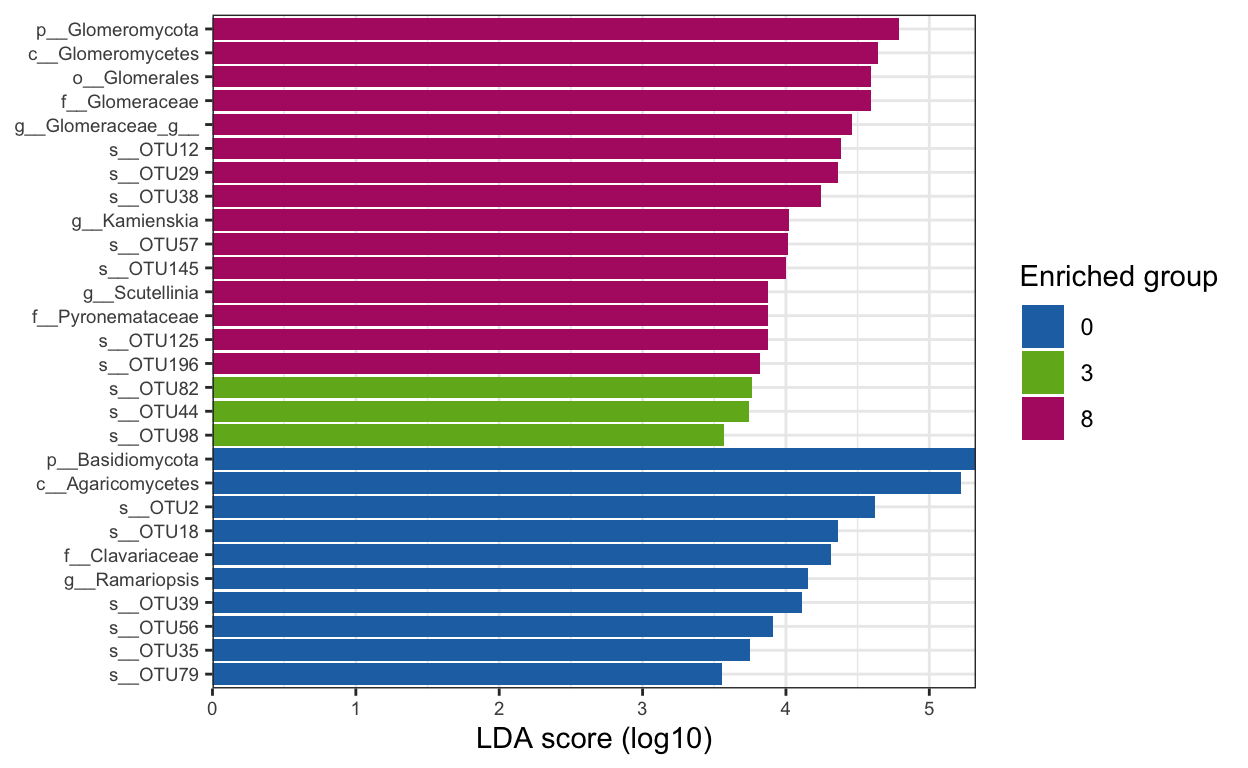 p__Glomeromycota
c__Glomeromycetes
o__Glomerales
f__Glomeraceae
g__Glomeraceae_g__
s__OTU12
s__OTU29
s__OTU38
g__Kamienskia
s__OTU57
s__OTU145
g__Scutellinia
f__Pyronemataceae
s__OTU125
s__OTU196
s__OTU82
s__OTU44
s__OTU98
p__Basidiomycota
c__Agaricomycetes
s__OTU2
s__OTU18
f__Clavariaceae
g__Ramariopsis
s__OTU39
s__OTU56
s__OTU35
s__OTU79
0 1 2 3 4 5
LDA score (log10)
Enriched group
0
3
8